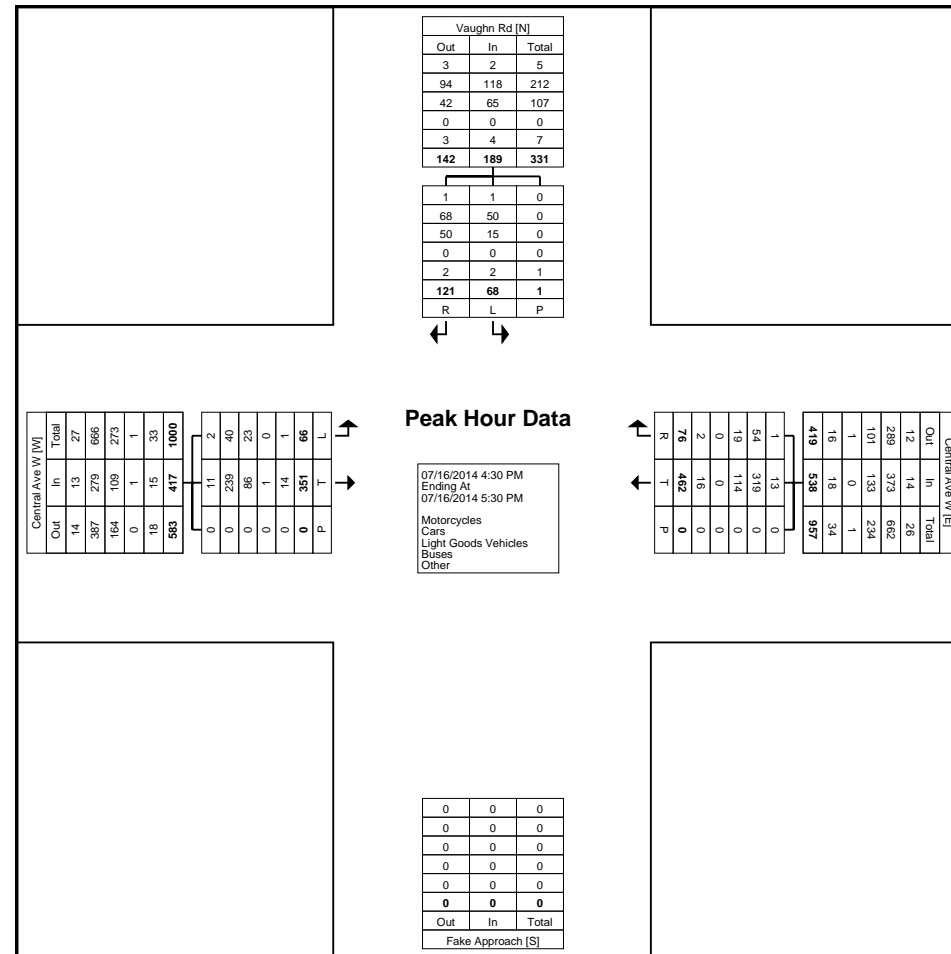 Vaughn Rd [N]
Out In Total
3 2 5
94 118 212
42 65 107
0 0 0
3 4 7
142 189 331
1 1 0
68 50 0
50 15 0
0 0 0
2 2 1
121 68 1
R L P
Central Ave W [W]
Out In Total
14 13 27
387 279 666
164 109 273
0 1 1
18 15 33
583 417 1000
0 11 2
0 239 40
0 86 23
0 1 0
0 14 1
0 351 66
P T L
Peak Hour Data
07/16/2014 4:30 PM
Ending At
07/16/2014 5:30 PM
Motorcycles
Cars
Light Goods Vehicles
Buses
Other
Central Ave W [E]
Out In Total
12 14 26
289 373 662
101 133 234
1 0 1
16 18 34
419 538 957
1 13 0
54 319 0
19 114 0
0 0 0
2 16 0
76 462 0
R T P
0 0 0
0 0 0
0 0 0
0 0 0
0 0 0
0 0 0
Out In Total
Fake Approach [S]